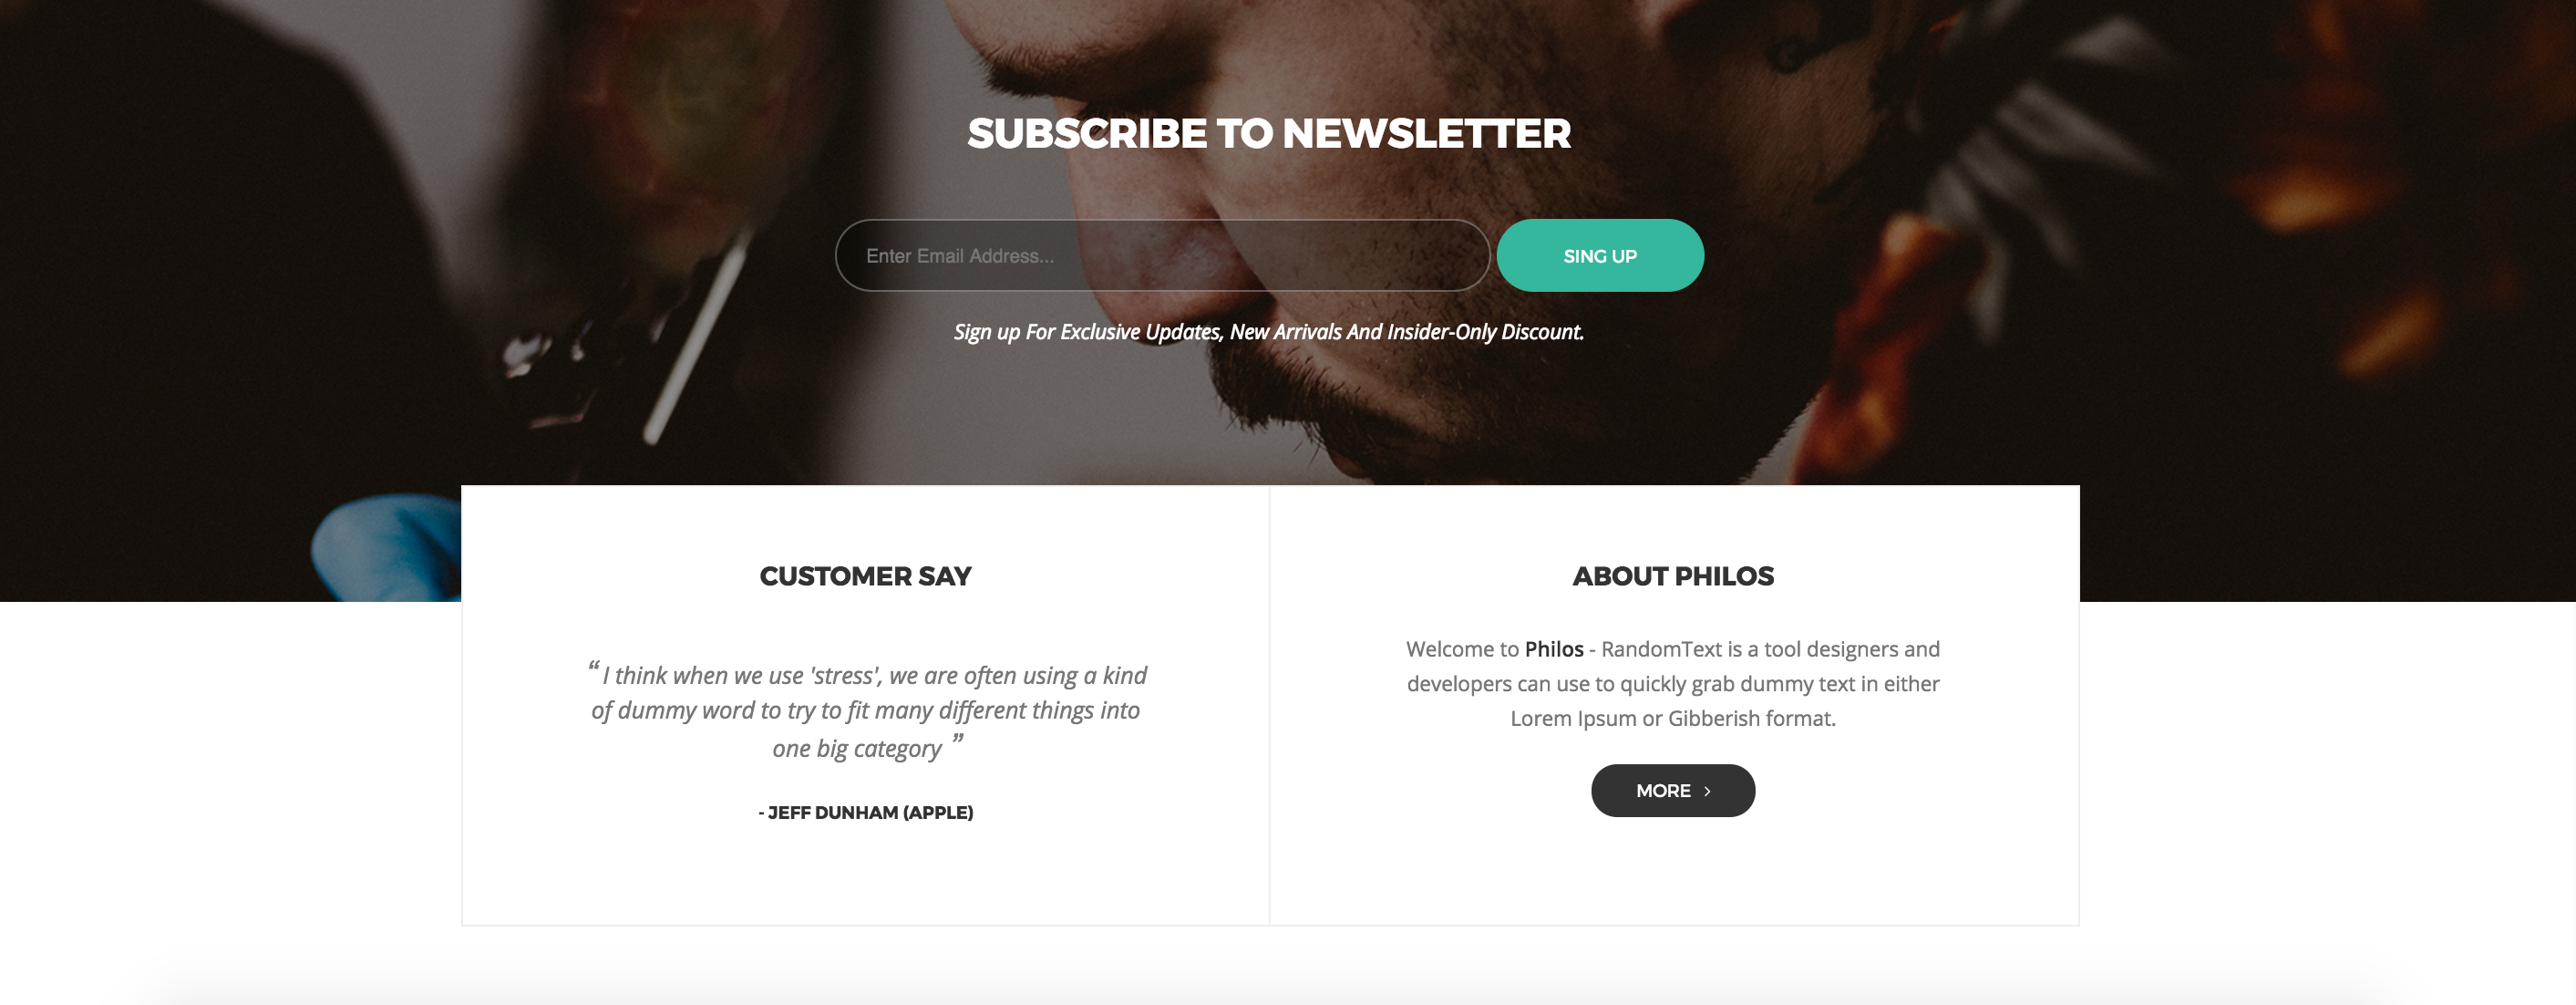 SUBSCRIBE TO NEWSLETTER
Enter Email Address...
SING UP
Sign up For Exclusive Updates, New Arrivals And Insider-Only Discount.
CUSTOMER SAY
“ I think when we use 'stress', we are often using a kind
of dummy word to try to fit many different things into
one big category ”
- JEFF DUNHAM (APPLE)
ABOUT PHILOS
Welcome to Philos - RandomText is a tool designers and
developers can use to quickly grab dummy text in either
Lorem Ipsum or Gibberish format.
MORE ›